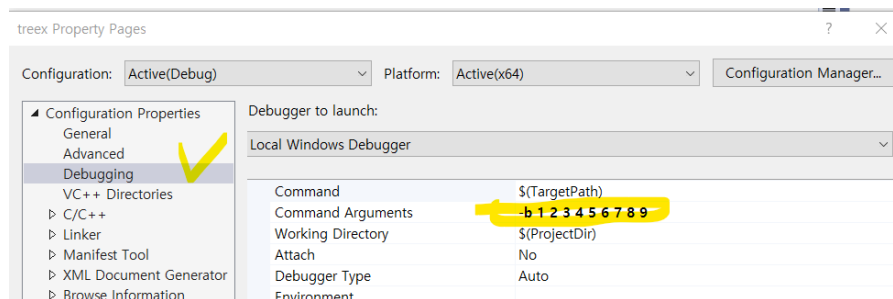 treex Property Pages
Configuration: Active(Debug) Platform: Active(x64) Configuration Manager...
Configuration Properties
General
Advanced
Debugging
VC++ Directories
C/C++
Linker
Manifest Tool
XML Document Generator
Browse Information
Debugger to launch:
Local Windows Debugger
Command $(TargetPath)
Command Arguments -b 1 2 3 4 5 6 7 8 9
Working Directory $(ProjectDir)
Attach No
Debugger Type Auto
Environment